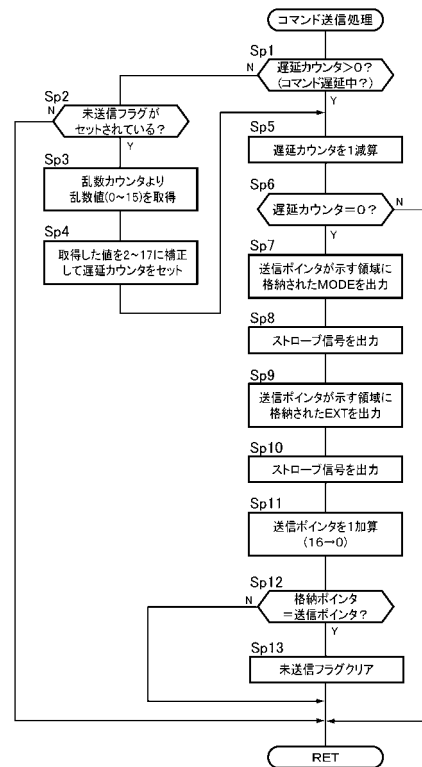 コマンド送信処理
Sp1
遅延カウンタ>0?
(コマンド遅延中?)
N
Y
Sp2
未送信フラグが
セットされている?
N
Y
Sp3
乱数カウンタより
乱数値(0~15)を取得
Sp4
取得した値を2~17に補正
して遅延カウンタをセット
Sp5
遅延カウンタを1減算
Sp6
遅延カウンタ=0?
N
Y
Sp7
送信ポインタが示す領域に
格納されたMODEを出力
Sp8
ストローブ信号を出力
Sp9
送信ポインタが示す領域に
格納されたEXTを出力
Sp10
ストローブ信号を出力
Sp11
送信ポインタを1加算
(16→0)
Sp12
格納ポインタ
=送信ポインタ?
N
Y
Sp13
未送信フラグクリア
RET